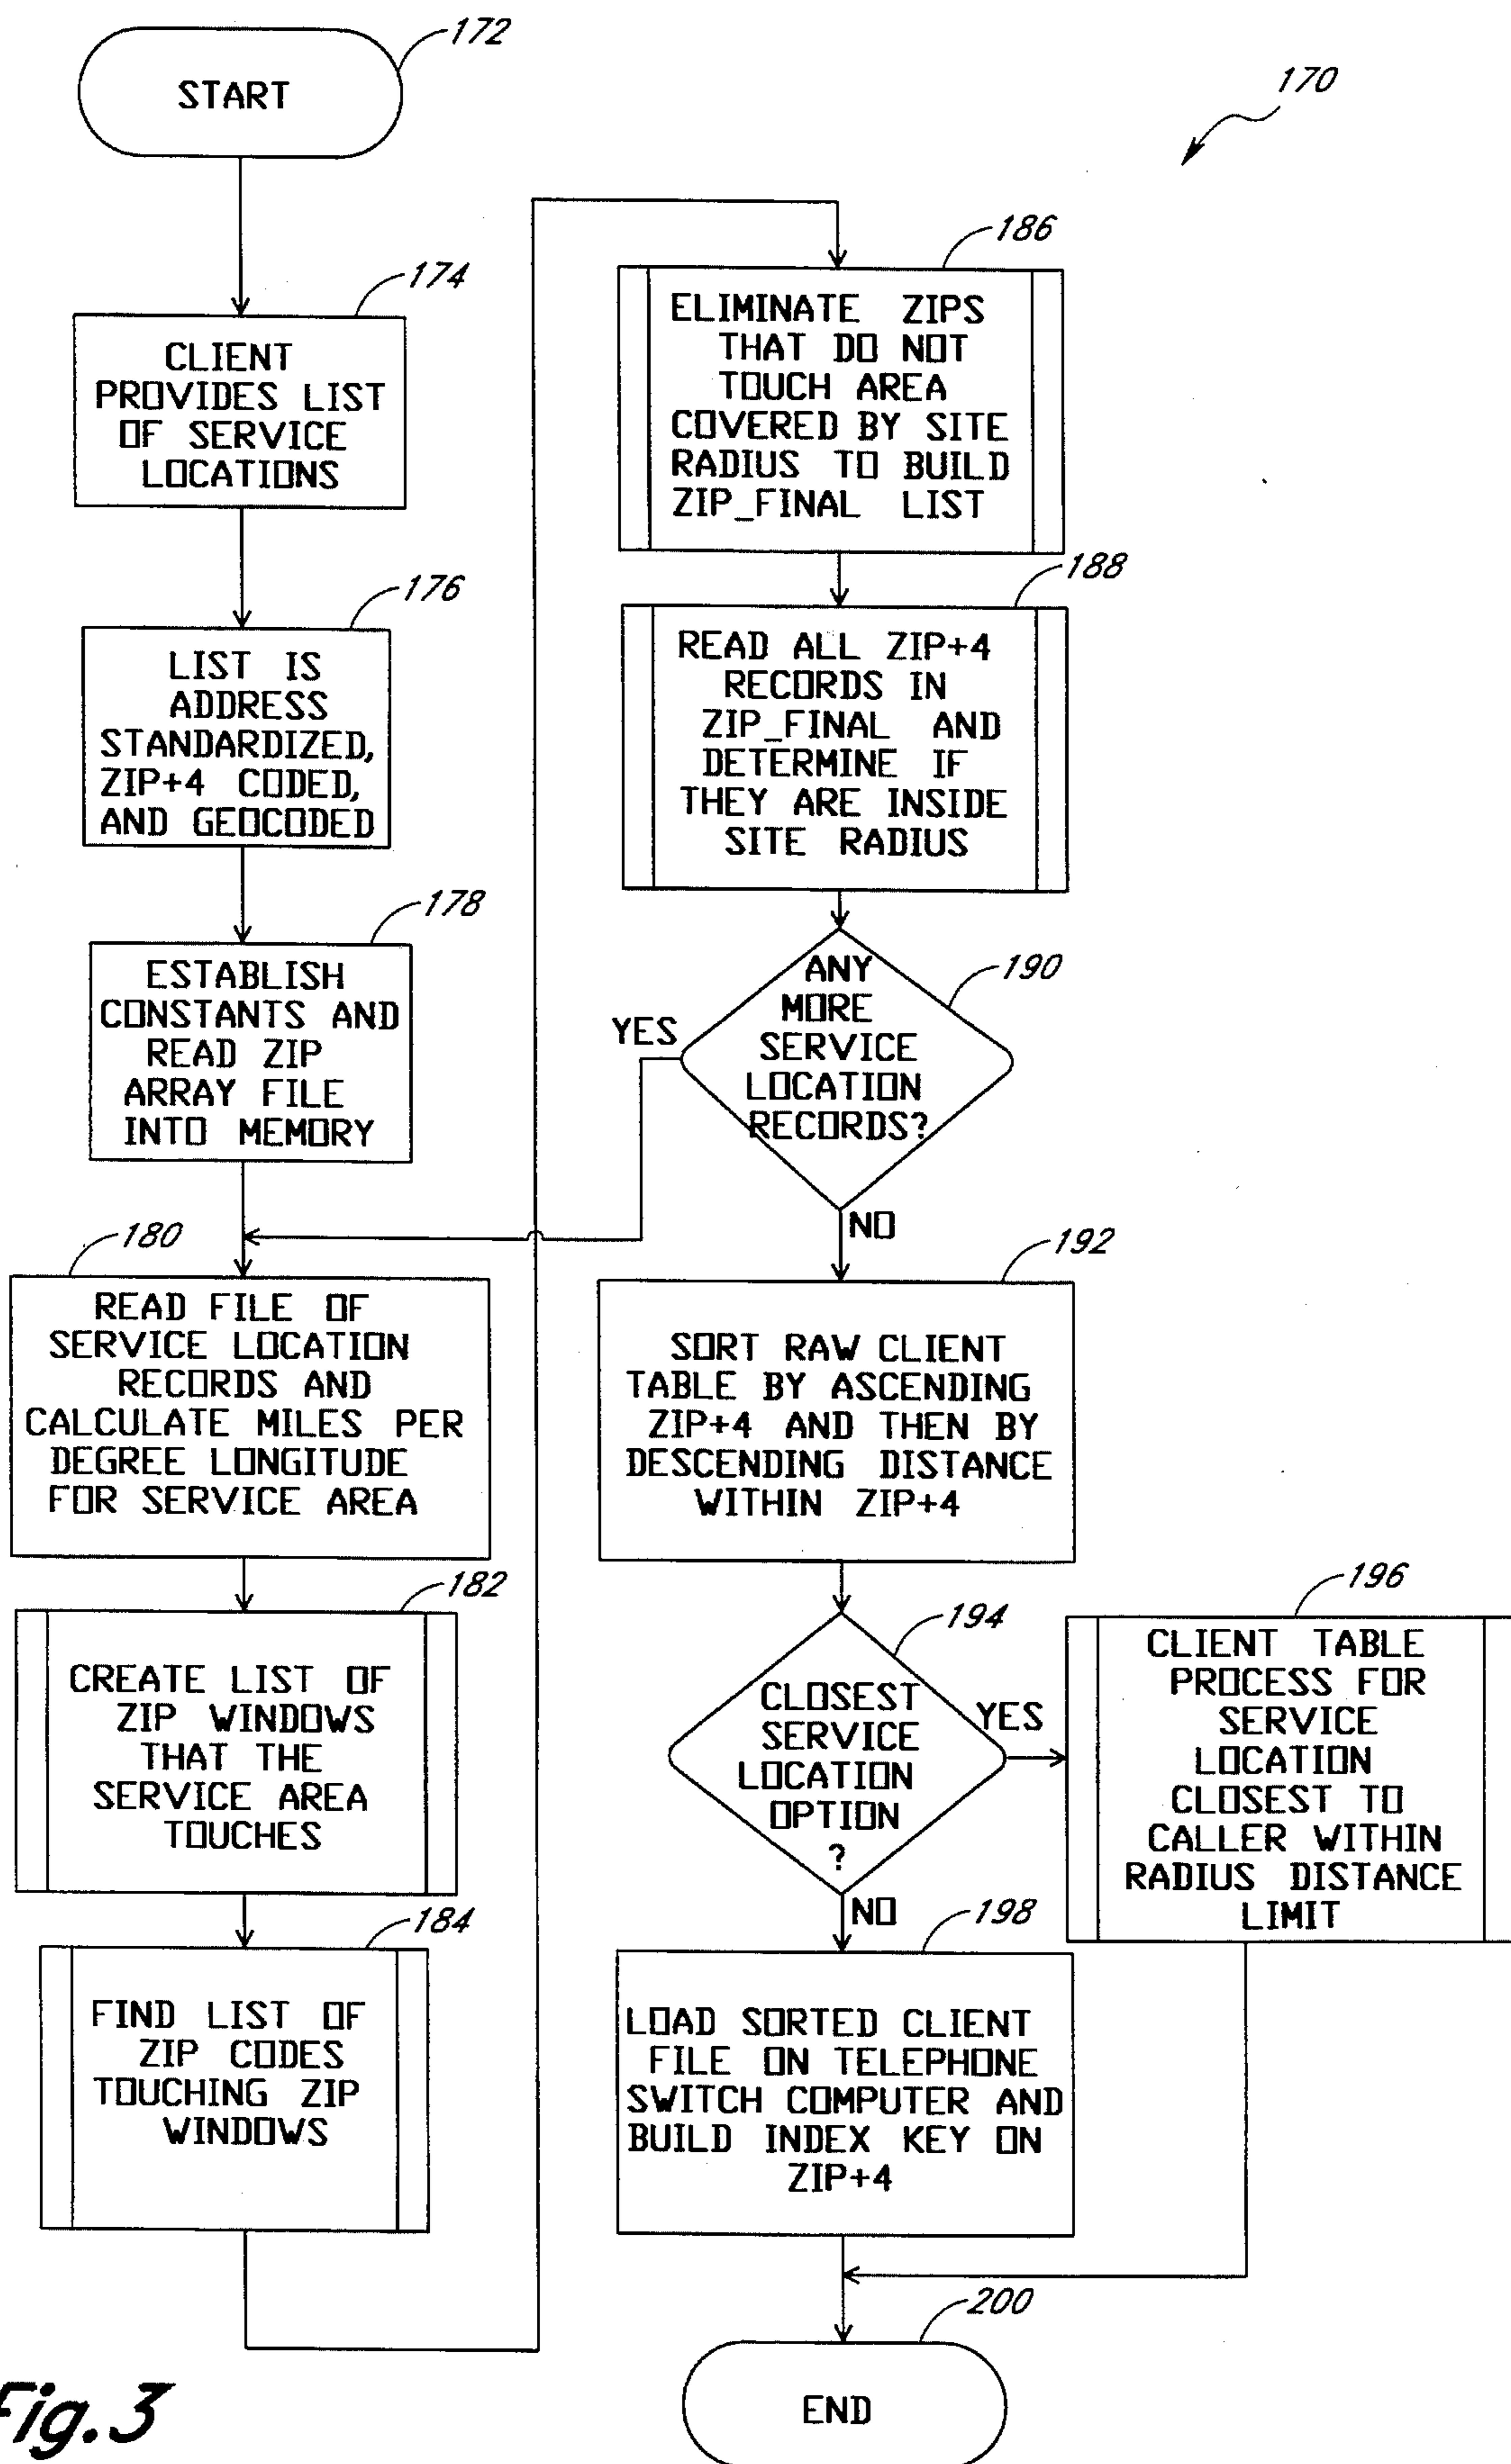 172
START
170
174
CLIENT
PROVIDES LIST
OF SERVICE
LOCATIONS
176
LIST IS
ADDRESS
STANDARDIZED,
ZIP+4 CODED,
AND GEOCODED
178
ESTABLISH
CONSTANTS AND
READ ZIP
ARRAY FILE
INTO MEMORY
180
READ FILE OF
SERVICE LOCATION
RECORDS AND
CALCULATE MILES PER
DEGREE LONGITUDE
FOR SERVICE AREA
182
CREATE LIST OF
ZIP WINDOWS
THAT THE
SERVICE AREA
TOUCHES
184
FIND LIST OF
ZIP CODES
TOUCHING ZIP
WINDOWS
186
ELIMINATE ZIPS
THAT DO NOT
TOUCH AREA
COVERED BY SITE
RADIUS TO BUILD
ZIP_FINAL LIST
188
READ ALL ZIP+4
RECORDS IN
ZIP_FINAL AND
DETERMINE IF
THEY ARE INSIDE
SITE RADIUS
190
ANY
MORE
SERVICE
LOCATION
RECORDS?
YES
NO
192
SORT RAW CLIENT
TABLE BY ASCENDING
ZIP+4 AND THEN BY
DESCENDING DISTANCE
WITHIN ZIP+4
194
CLOSEST
SERVICE
LOCATION
OPTION
?
YES
NO
196
CLIENT TABLE
PROCESS FOR
SERVICE
LOCATION
CLOSEST TO
CALLER WITHIN
RADIUS DISTANCE
LIMIT
198
LOAD SORTED CLIENT
FILE ON TELEPHONE
SWITCH COMPUTER AND
BUILD INDEX KEY ON
ZIP+4
200
END
Fig. 3